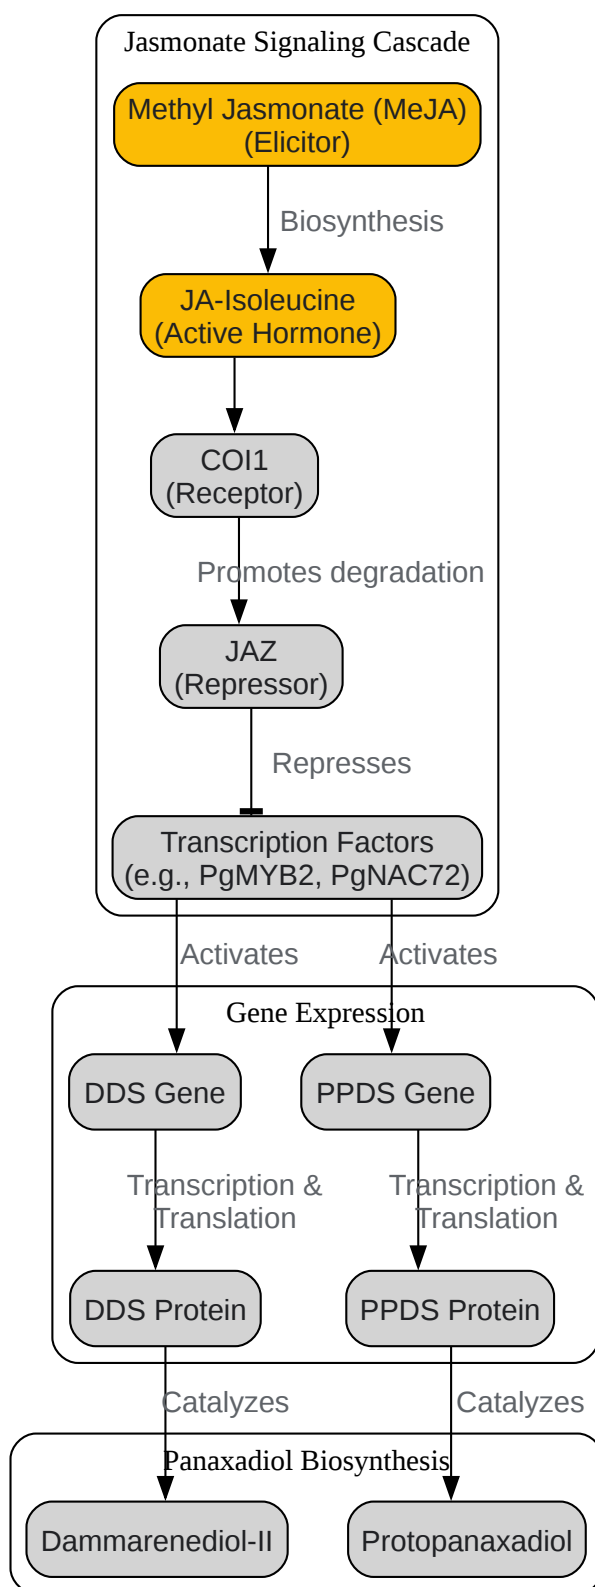 Jasmonate Signaling Cascade
Methyl Jasmonate (MeJA)
(Elicitor)
Biosynthesis
JA-Isoleucine
(Active Hormone)
COI1
(Receptor)
Promotes degradation
JAZ
(Repressor)
Represses
Transcription Factors
(e.g., PgMYB2, PgNAC72)
Activates
Activates
Gene Expression
DDS Gene
PPDS Gene
Transcription &
Translation
Transcription &
Translation
DDS Protein
PPDS Protein
Catalyzes
Catalyzes
Panaxadiol Biosynthesis
Dammarenediol-II
Protopanaxadiol